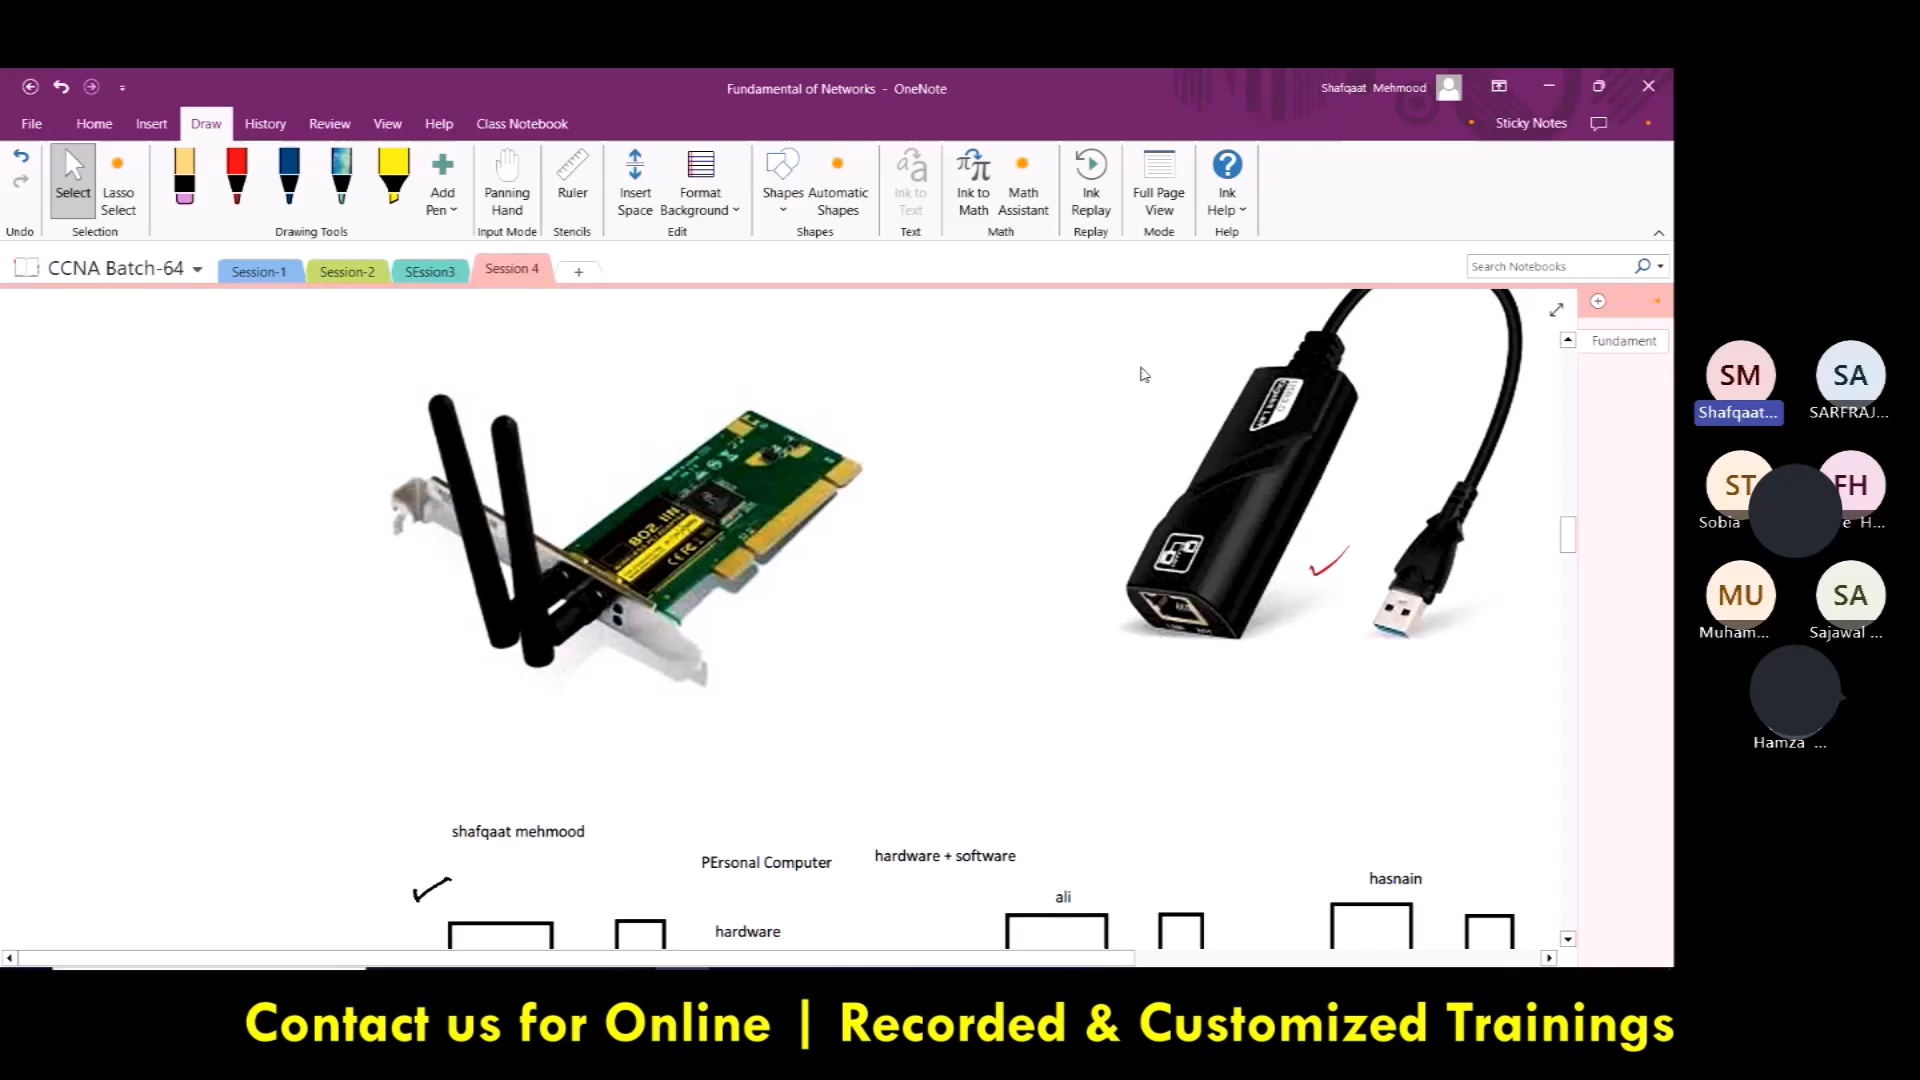 Fundamental of Networks - OneNote
Shafqaat Mehmood
File Home Insert Draw History Review View Help Class Notebook
Sticky Notes
Select
Lasso Select
Add Pen
Panning Hand
Ruler
Insert Space
Format Background
Shapes
Automatic Shapes
Ink to Text
Ink to Math
Math Assistant
Ink Replay
Full Page View
Ink Help
Undo Selection Drawing Tools Input Mode Stencils Edit Shapes Text Math Replay Mode Help
CCNA Batch-64 Session-1 Session-2 SEssion3 Session 4
Search Notebooks
Fundament
802.11N
SM SA
Shafqaat... SARFRAJ...
ST FH
Sobia e H...
MU SA
Muham... Sajawal ...
Hamza ...
shafqaat mehmood
PErsonal Computer
hardware + software
hasnain
ali
hardware
Contact us for Online | Recorded & Customized Trainings